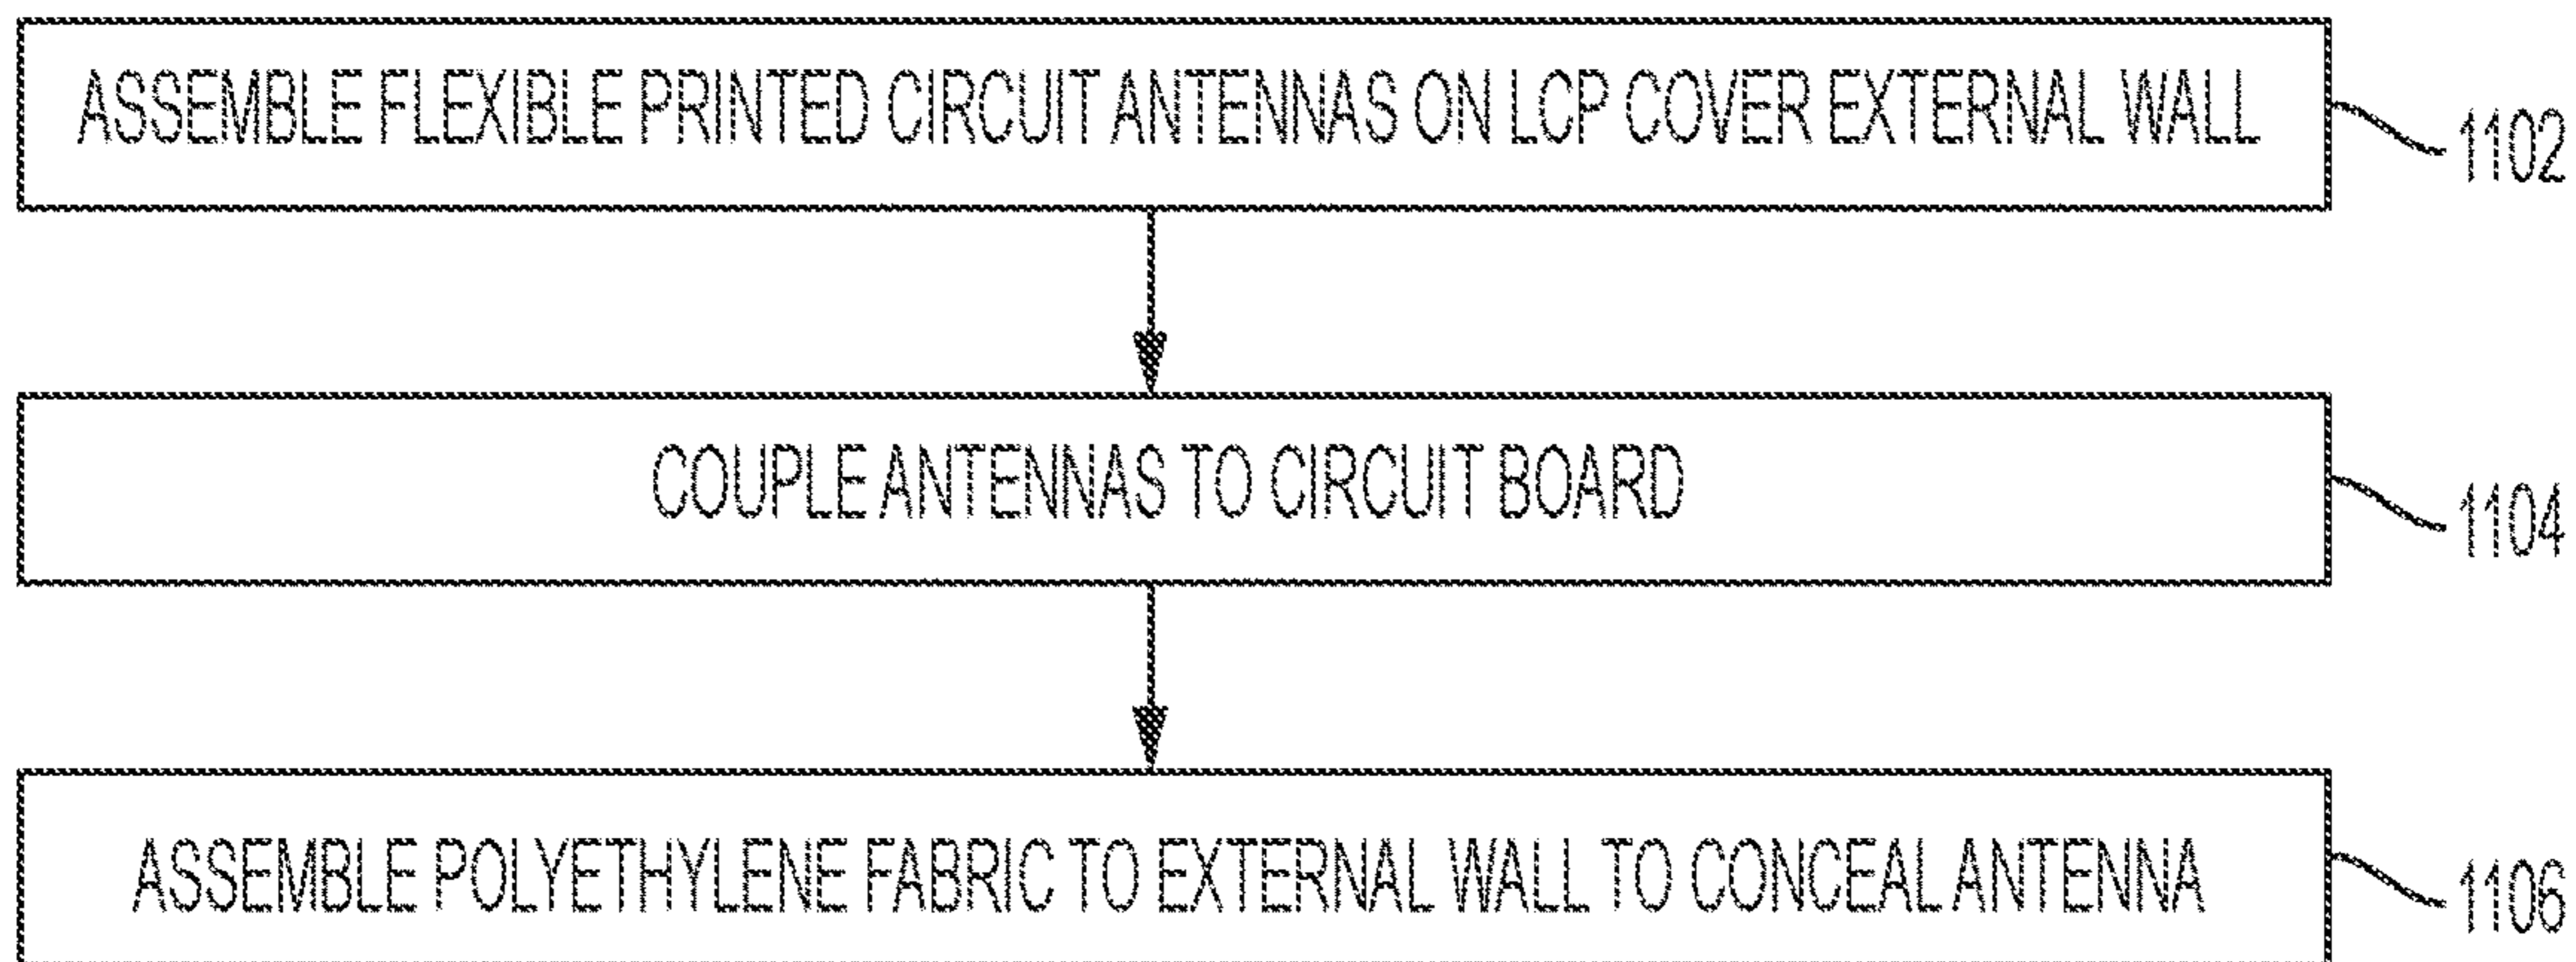 ASSEMBLE FLEXIBLE PRINTED CIRCUIT ANTENNAS ON LCP COVER EXTERNAL WALL
1102
COUPLE ANTENNAS TO CIRCUIT BOARD
1104
ASSEMBLE POLYETHYLENE FABRIC TO EXTERNAL WALL TO CONCEAL ANTENNA
1106